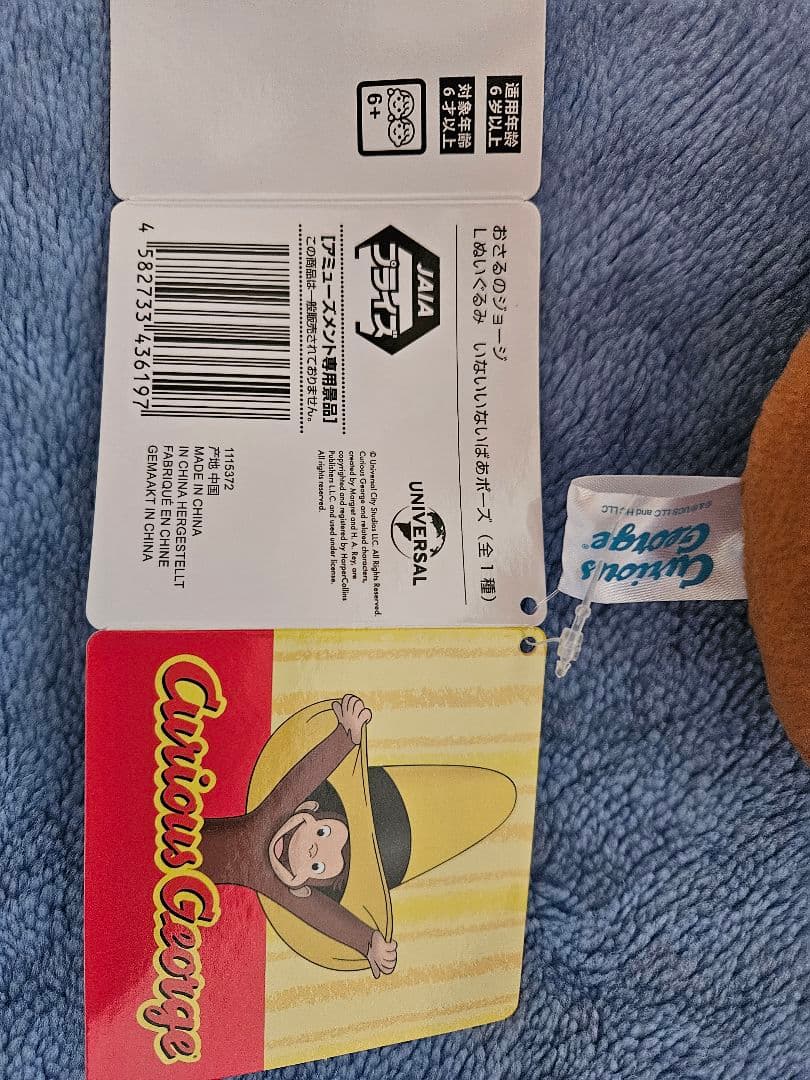 适用年龄
6岁以上
対象年齢
6才以上
6+
おさるのジョージ
Lぬいぐるみ いないいないばあポーズ (全1種)
JAIA
プライズ
UNIVERSAL
[アミューズメント専用景品]
この商品は一般販売されておりません。
© Universal City Studios LLC. All Rights Reserved.
Curious George and related characters,
created by Margret and H. A. Rey, are
copyrighted and registered by HarperCollins
Publishers L.L.C. and used under license.
All rights reserved.
4 582733 436197
1115372
产地 中国
MADE IN CHINA
IN CHINA HERGESTELLT
FABRIQUE EN CHINE
GEMAAKT IN CHINA
Curious George
Curious
George®
UCS LLC and H
LLC